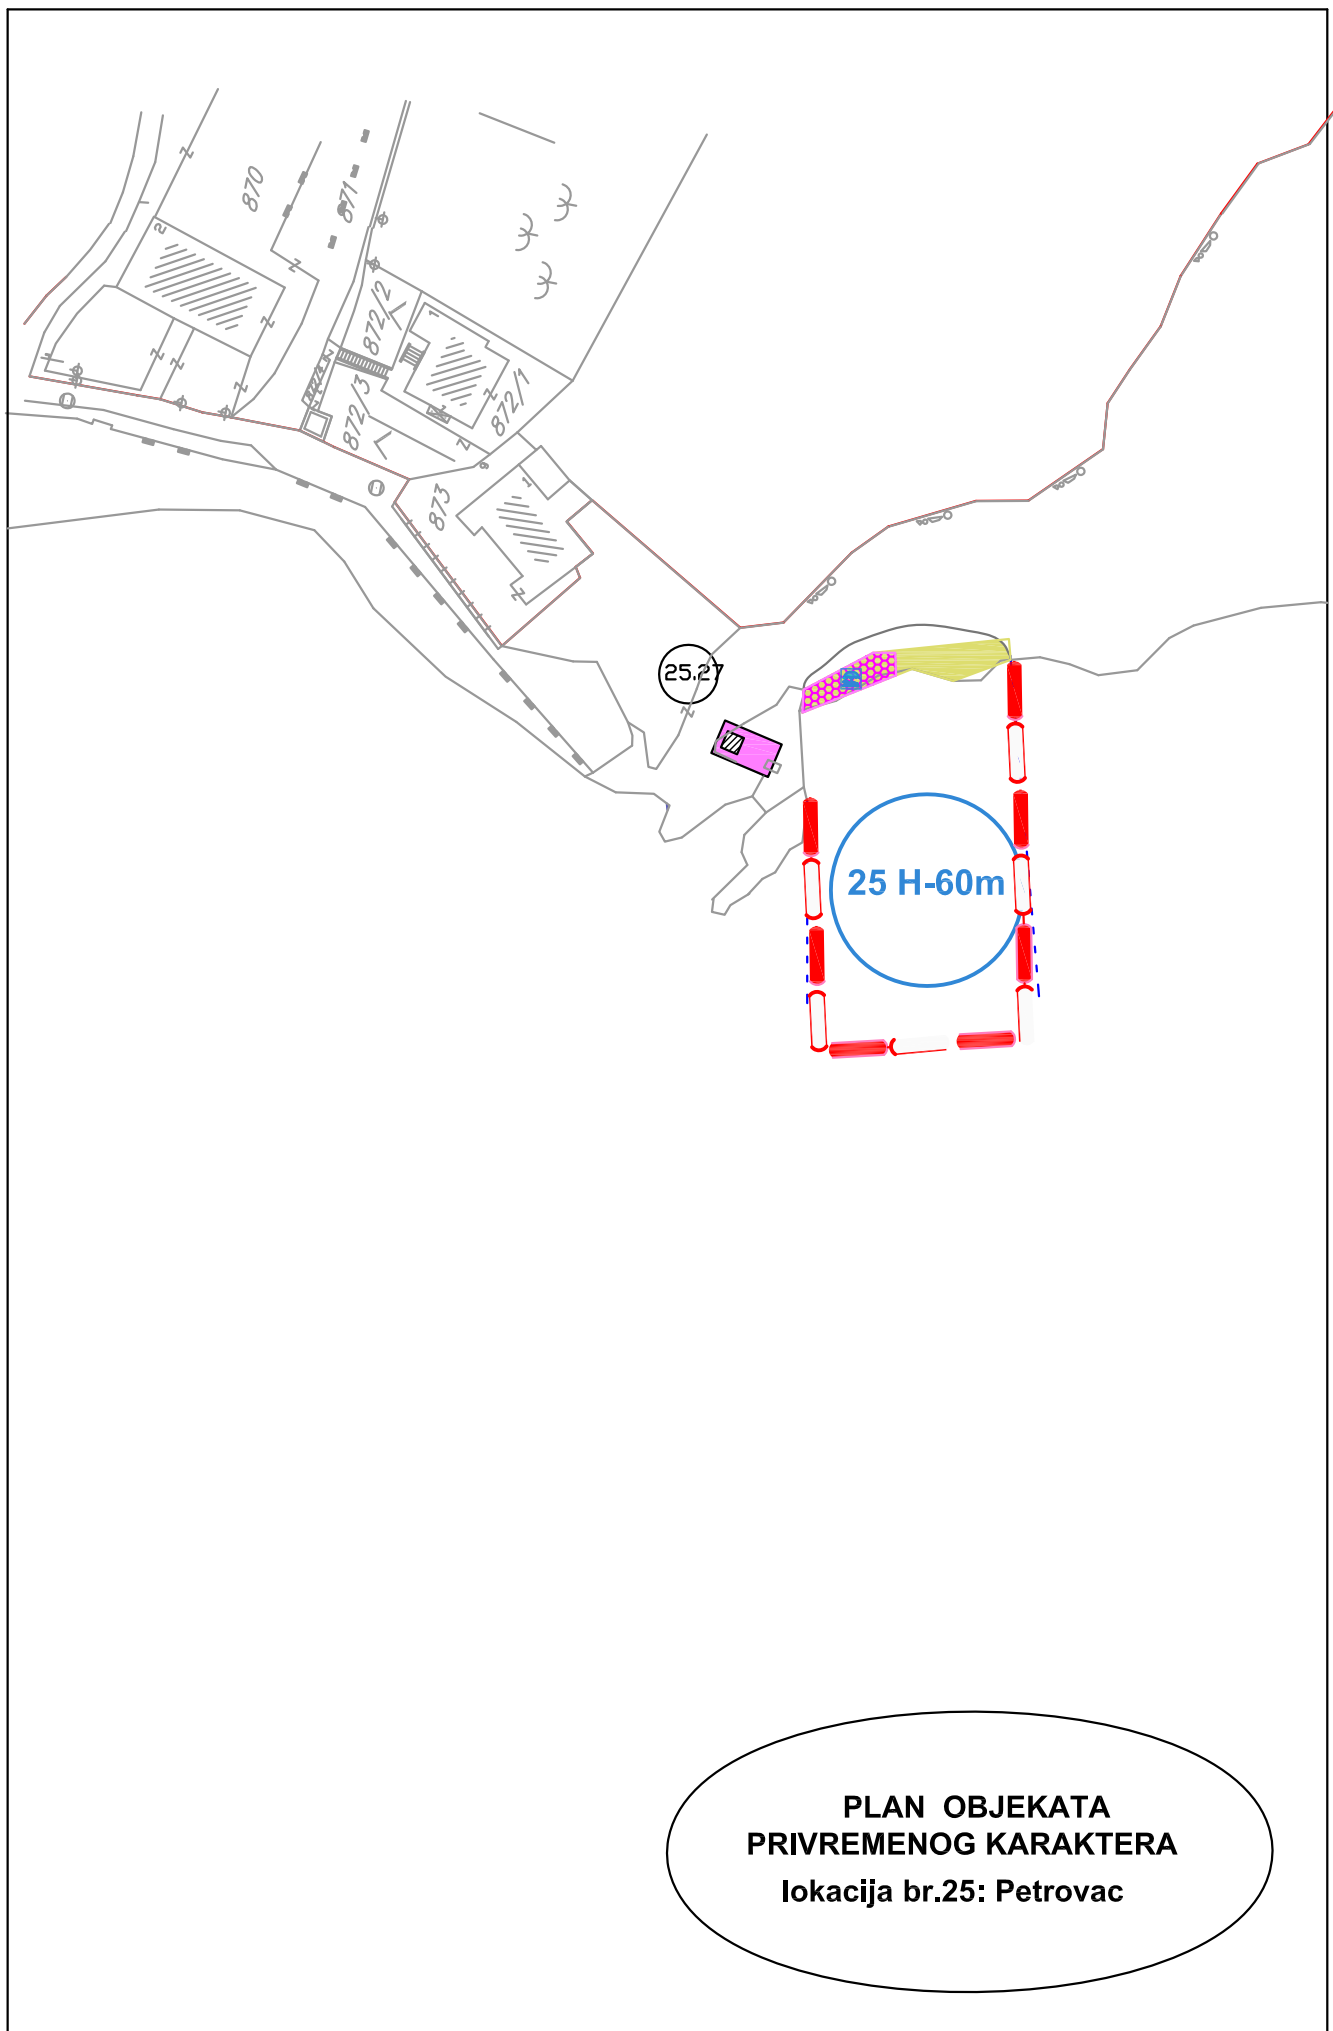 870
871
872/2
872/1
872/3
873
25.27
25 H-60m
PLAN OBJEKATA
PRIVREMENOG KARAKTERA
lokacija br.25: Petrovac